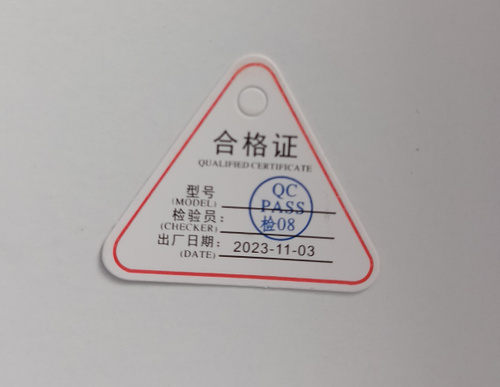 合格证
QUALIFIED CERTIFICATE
型号
(MODEL)
QC
PASS
检08
检验员：
(CHECKER)
出厂日期： 2023-11-03
(DATE)